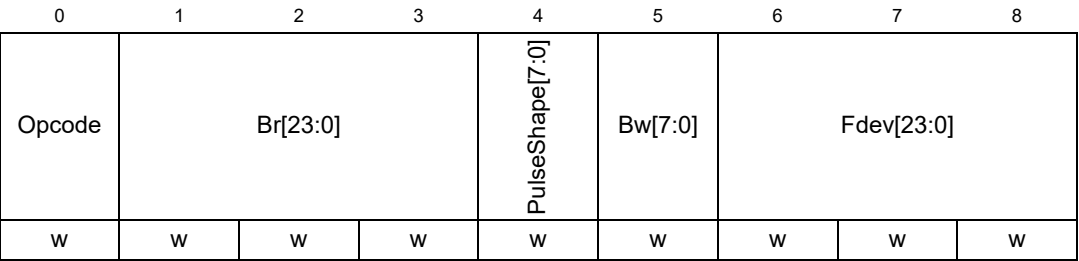 0 1 2 3 4 5 6 7 8
Opcode Br[23:0] PulseShape[7:0] Bw[7:0] Fdev[23:0]
w w w w w w w w w